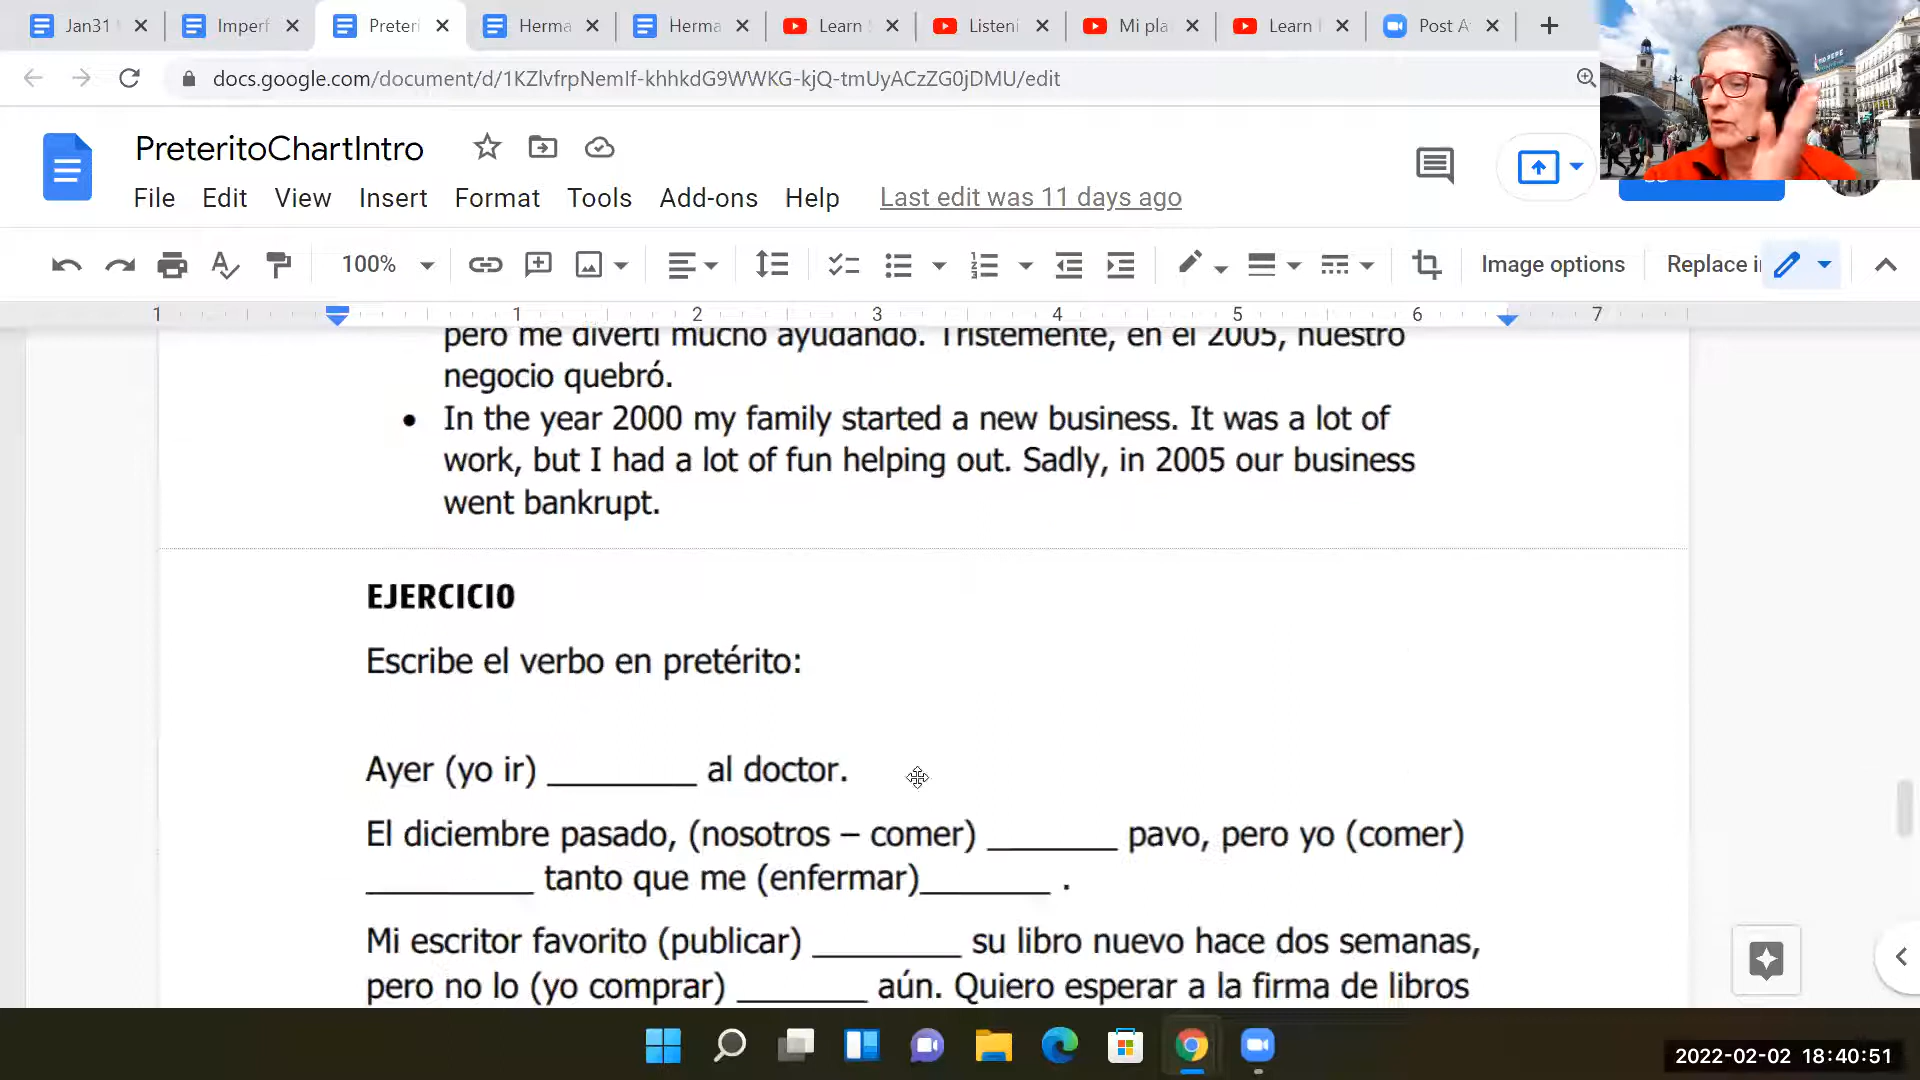 Jan31
Imperf
Preteri
Herma
Herma
Learn
Listeni
Mi pla
Learn
Post A
docs.google.com/document/d/1KZlvfrpNemIf-khhkdG9WWKG-kjQ-tmUyACzZG0jDMU/edit
PreteritoChartIntro
File Edit View Insert Format Tools Add-ons Help Last edit was 11 days ago
100% Image options Replace i
1 1 2 3 4 5 6 7
pero me divertí mucho ayudando. Tristemente, en el 2005, nuestro
negocio quebró.
• In the year 2000 my family started a new business. It was a lot of
work, but I had a lot of fun helping out. Sadly, in 2005 our business
went bankrupt.
EJERCICIO
Escribe el verbo en pretérito:
Ayer (yo ir) ________ al doctor.
El diciembre pasado, (nosotros – comer) _______ pavo, pero yo (comer)
_________ tanto que me (enfermar)_______ .
Mi escritor favorito (publicar) ________ su libro nuevo hace dos semanas,
pero no lo (yo comprar) _______ aún. Quiero esperar a la firma de libros
2022-02-02 18:40:51